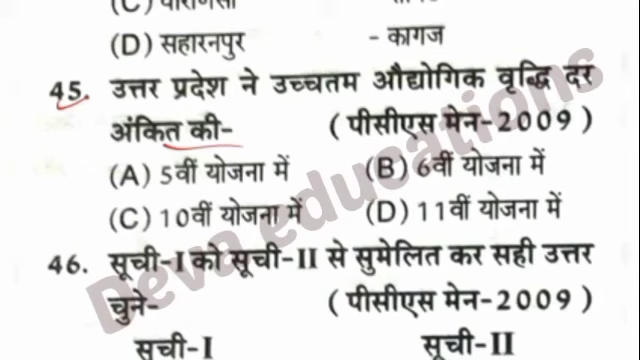 (D) सहारनपुर - कागज
45. उत्तर प्रदेश ने उच्चतम औद्योगिक वृद्धि दर
अंकित की- ( पीसीएस मेन-2009 )
(A) 5वीं योजना में (B) 6वीं योजना में
(C) 10वीं योजना में (D) 11वीं योजना में
46. सूची-I को सूची-II से सुमेलित कर सही उत्तर
चुने- ( पीसीएस मेन-2009 )
सूची-I सूची-II
Deva educations